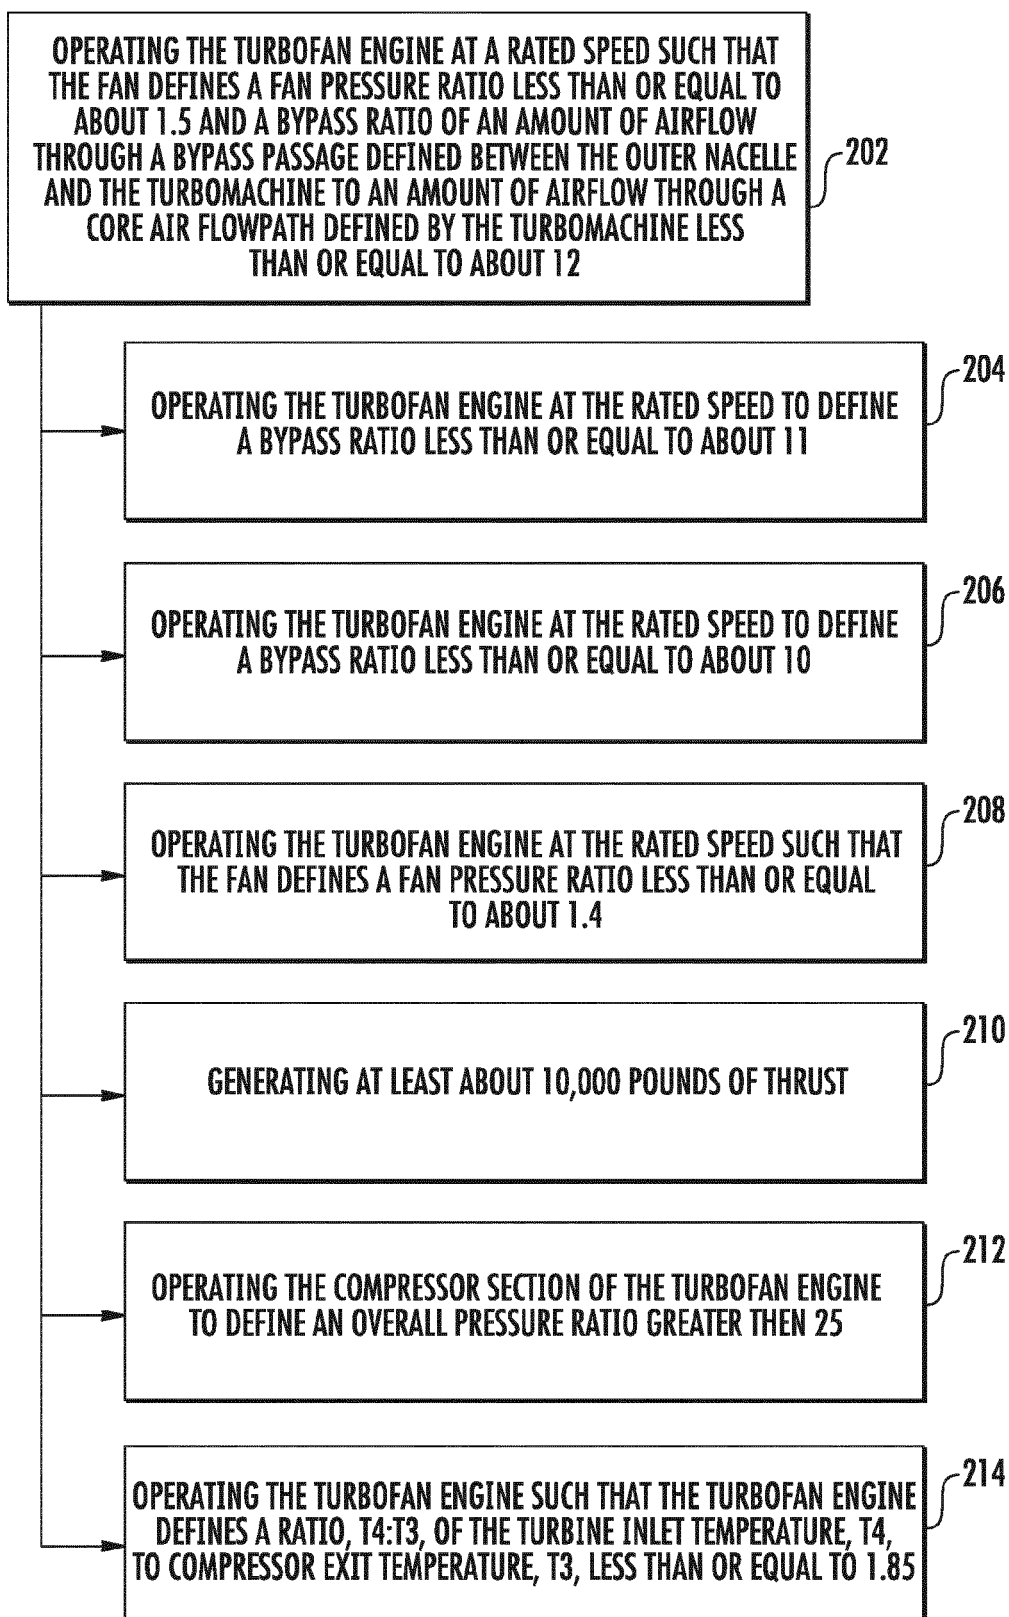 OPERATING THE TURBOFAN ENGINE AT A RATED SPEED SUCH THAT
THE FAN DEFINES A FAN PRESSURE RATIO LESS THAN OR EQUAL TO
ABOUT 1.5 AND A BYPASS RATIO OF AN AMOUNT OF AIRFLOW
THROUGH A BYPASS PASSAGE DEFINED BETWEEN THE OUTER NACELLE
AND THE TURBOMACHINE TO AN AMOUNT OF AIRFLOW THROUGH A
CORE AIR FLOWPATH DEFINED BY THE TURBOMACHINE LESS
THAN OR EQUAL TO ABOUT 12
202
204
OPERATING THE TURBOFAN ENGINE AT THE RATED SPEED TO DEFINE
A BYPASS RATIO LESS THAN OR EQUAL TO ABOUT 11
206
OPERATING THE TURBOFAN ENGINE AT THE RATED SPEED TO DEFINE
A BYPASS RATIO LESS THAN OR EQUAL TO ABOUT 10
208
OPERATING THE TURBOFAN ENGINE AT THE RATED SPEED SUCH THAT
THE FAN DEFINES A FAN PRESSURE RATIO LESS THAN OR EQUAL
TO ABOUT 1.4
210
GENERATING AT LEAST ABOUT 10,000 POUNDS OF THRUST
212
OPERATING THE COMPRESSOR SECTION OF THE TURBOFAN ENGINE
TO DEFINE AN OVERALL PRESSURE RATIO GREATER THEN 25
214
OPERATING THE TURBOFAN ENGINE SUCH THAT THE TURBOFAN ENGINE
DEFINES A RATIO, T4:T3, OF THE TURBINE INLET TEMPERATURE, T4,
TO COMPRESSOR EXIT TEMPERATURE, T3, LESS THAN OR EQUAL TO 1.85